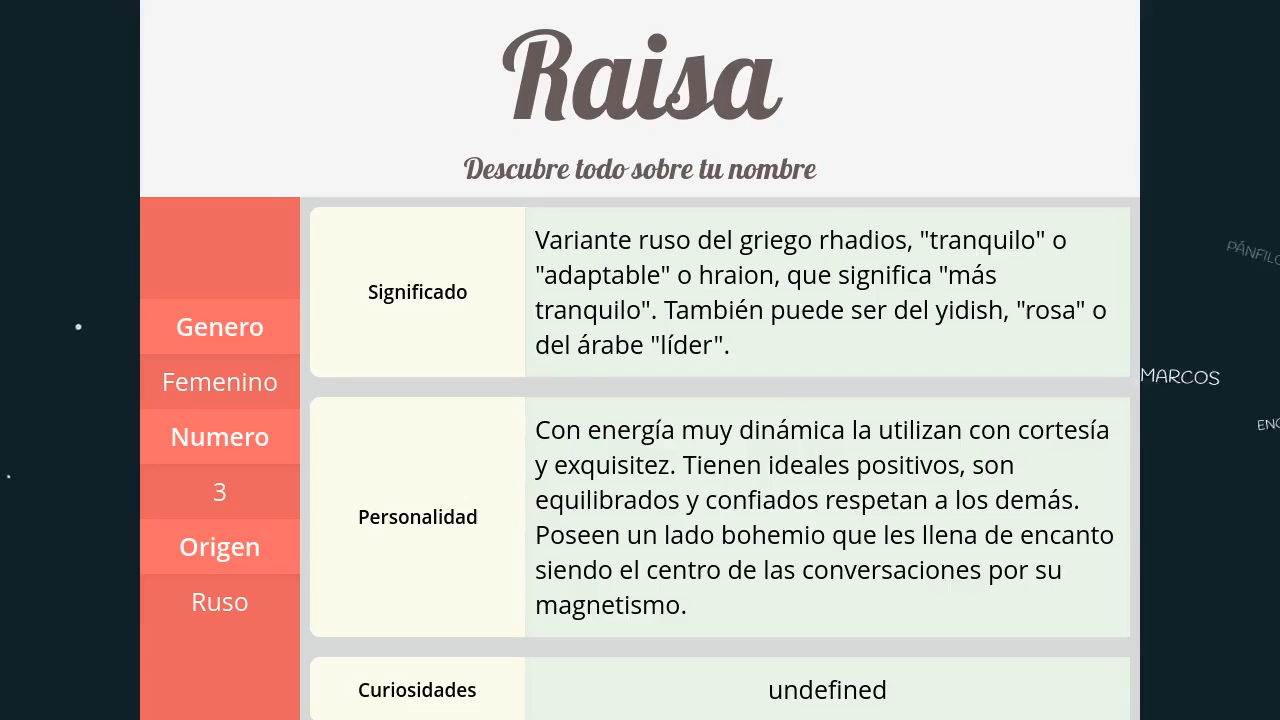 Raisa
Descubre todo sobre tu nombre
Genero
Femenino
Numero
3
Origen
Ruso
Significado
Variante ruso del griego rhadios, "tranquilo" o
"adaptable" o hraion, que significa "más
tranquilo". También puede ser del yidish, "rosa" o
del árabe "líder".
Personalidad
Con energía muy dinámica la utilizan con cortesía
y exquisitez. Tienen ideales positivos, son
equilibrados y confiados respetan a los demás.
Poseen un lado bohemio que les llena de encanto
siendo el centro de las conversaciones por su
magnetismo.
Curiosidades
undefined
MARCOS